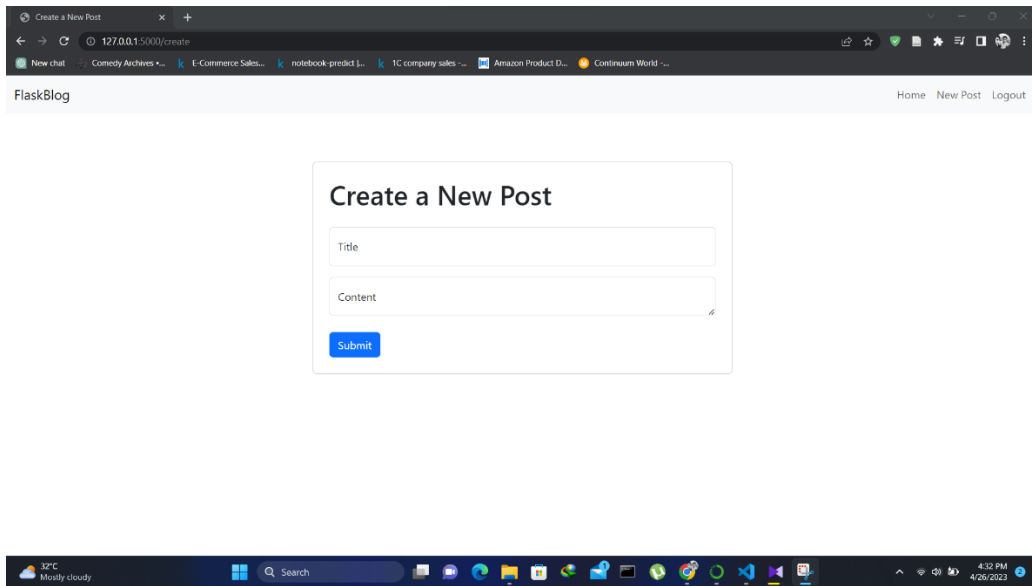 Create a New Post
127.0.0.1:5000/create
New chat Comedy Archives •... E-Commerce Sales... notebook-predict |... 1C company sales -... Amazon Product D... Continuum World -...
FlaskBlog Home New Post Logout
Create a New Post
Title
Content
Submit
32°C
Mostly cloudy
Search
4:32 PM
4/26/2023